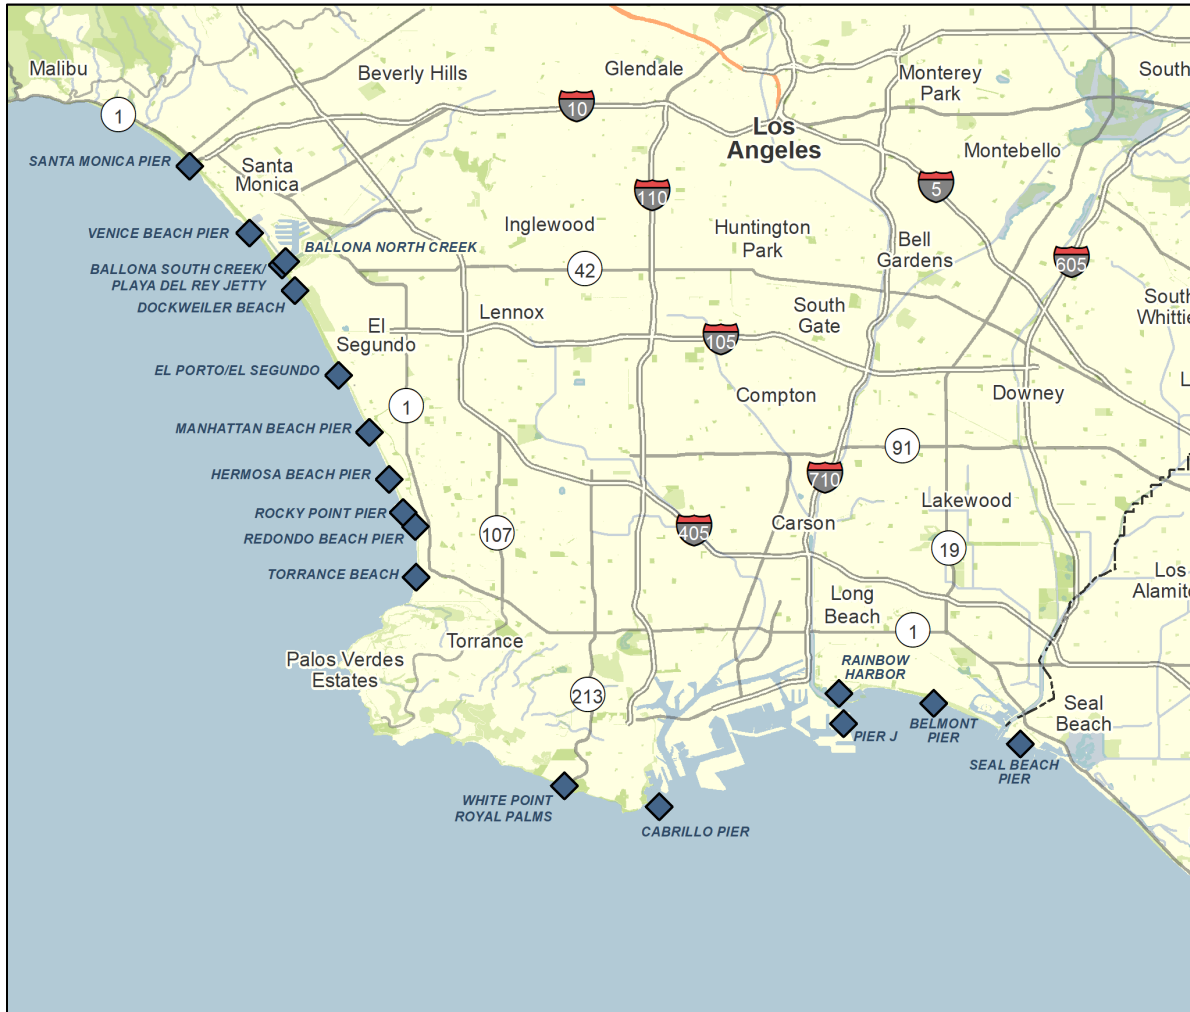 Malibu
Beverly Hills
Glendale
Monterey
Park
South
1
10
Los
Angeles
Montebello
SANTA MONICA PIER
Santa
Monica
110
5
VENICE BEACH PIER
BALLONA NORTH CREEK
Inglewood
Huntington
Park
Bell
Gardens
BALLONA SOUTH CREEK/
PLAYA DEL REY JETTY
42
605
DOCKWEILER BEACH
Lennox
South
Gate
South
Whittie
El
Segundo
105
EL PORTO/EL SEGUNDO
Compton
Downey
L
1
MANHATTAN BEACH PIER
91
HERMOSA BEACH PIER
710
Lakewood
ROCKY POINT PIER
REDONDO BEACH PIER
107
405
Carson
19
TORRANCE BEACH
Los
Alamito
Long
Beach
1
Torrance
Palos Verdes
Estates
RAINBOW
HARBOR
213
Seal
Beach
PIER J
BELMONT
PIER
SEAL BEACH
PIER
WHITE POINT
ROYAL PALMS
CABRILLO PIER